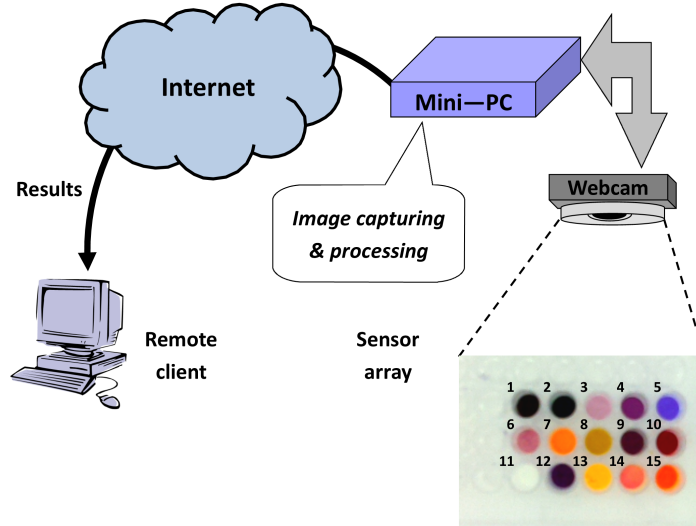 Internet
Mini—PC
Webcam
Results
Image capturing
& processing
Remote
client
Sensor
array
1 2 3 4 5
6 7 8 9 10
11 12 13 14 15